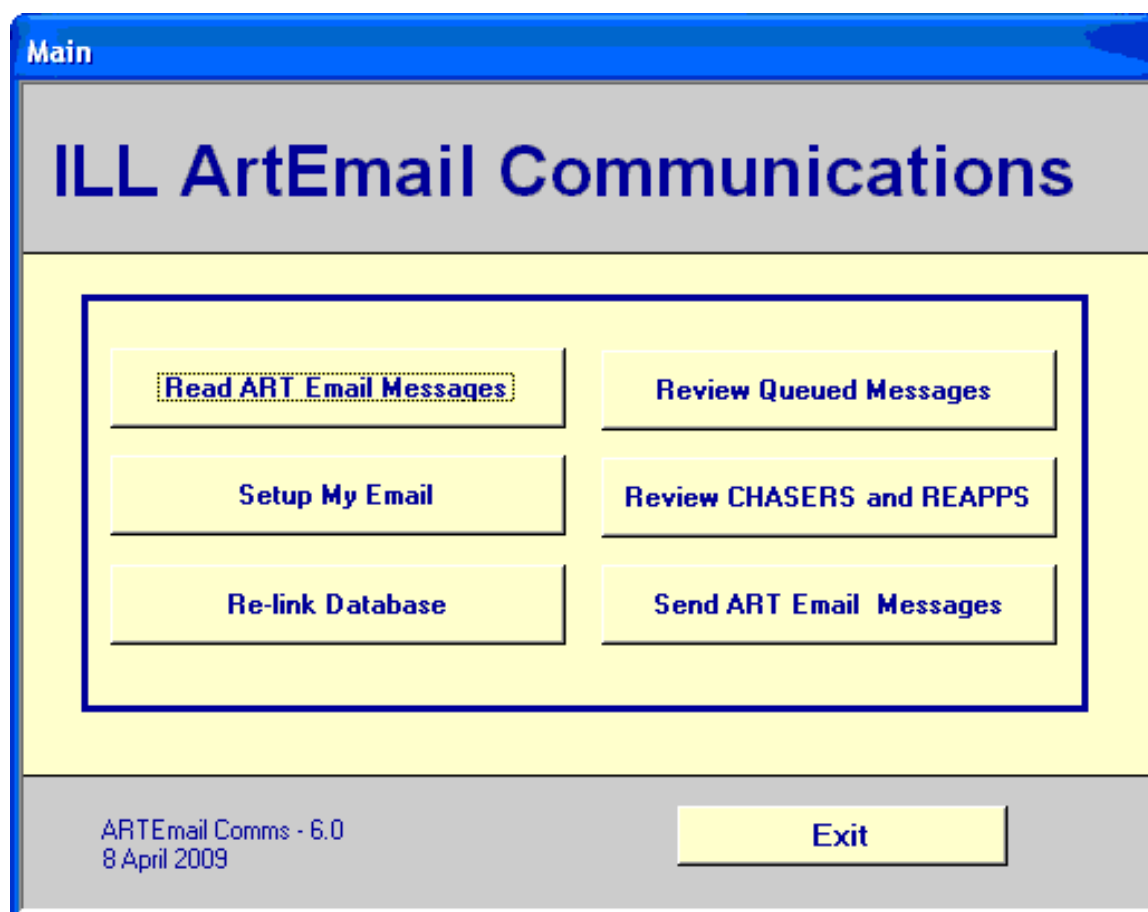 Main
ILL ArtEmail Communications
Read ART Email Messages
Review Queued Messages
Setup My Email
Review CHASERS and REAPPS
Re-link Database
Send ART Email  Messages
ARTEmail Comms - 6.0
8 April 2009
Exit